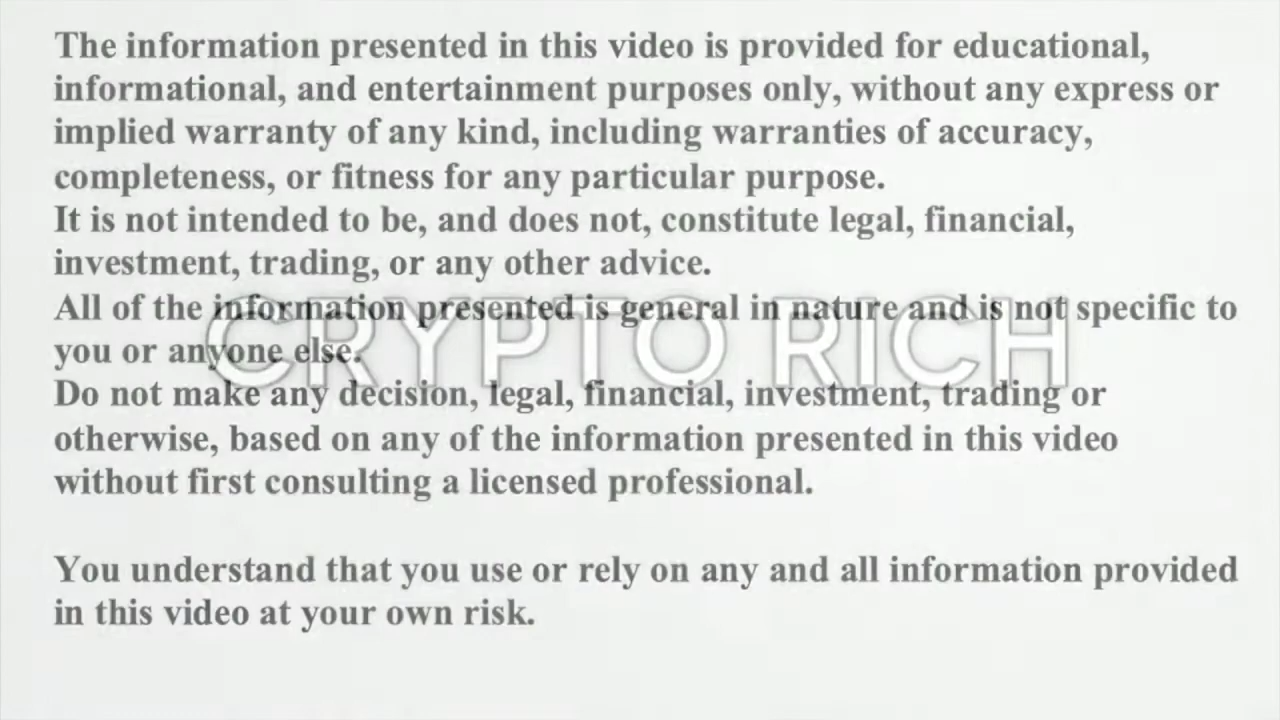 The information presented in this video is provided for educational,
informational, and entertainment purposes only, without any express or
implied warranty of any kind, including warranties of accuracy,
completeness, or fitness for any particular purpose.
It is not intended to be, and does not, constitute legal, financial,
investment, trading, or any other advice.
All of the information presented is general in nature and is not specific to
you or anyone else.
CRYPTO RICH
Do not make any decision, legal, financial, investment, trading or
otherwise, based on any of the information presented in this video
without first consulting a licensed professional.
You understand that you use or rely on any and all information provided
in this video at your own risk.